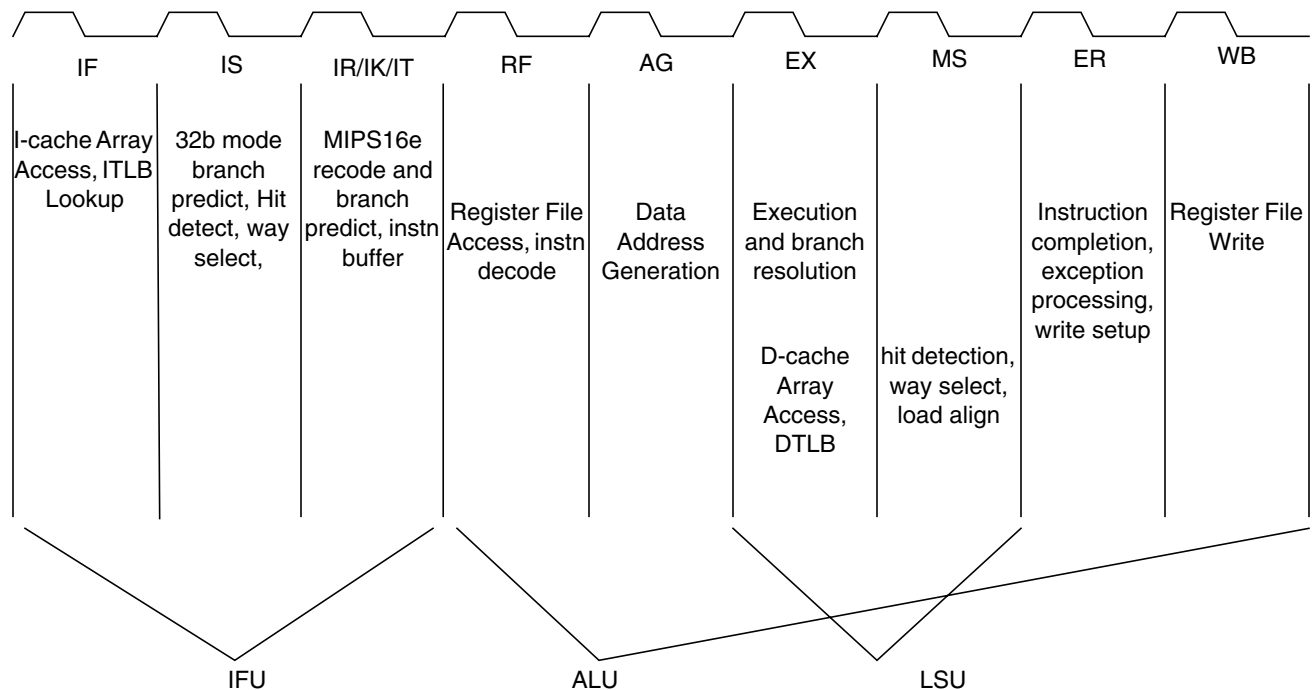 IF
IS
IR/IK/IT
RF
AG
EX
MS
ER
WB
I-cache Array
Access, ITLB
Lookup
32b mode
branch
predict, Hit
detect, way
select,
MIPS16e
recode and
branch
predict, instn
buffer
Register File
Access, instn
decode
Data
Address
Generation
Execution
and branch
resolution
D-cache
Array
Access,
DTLB
hit detection,
way select,
load align
Instruction
completion,
exception
processing,
write setup
Register File
Write
IFU
ALU
LSU